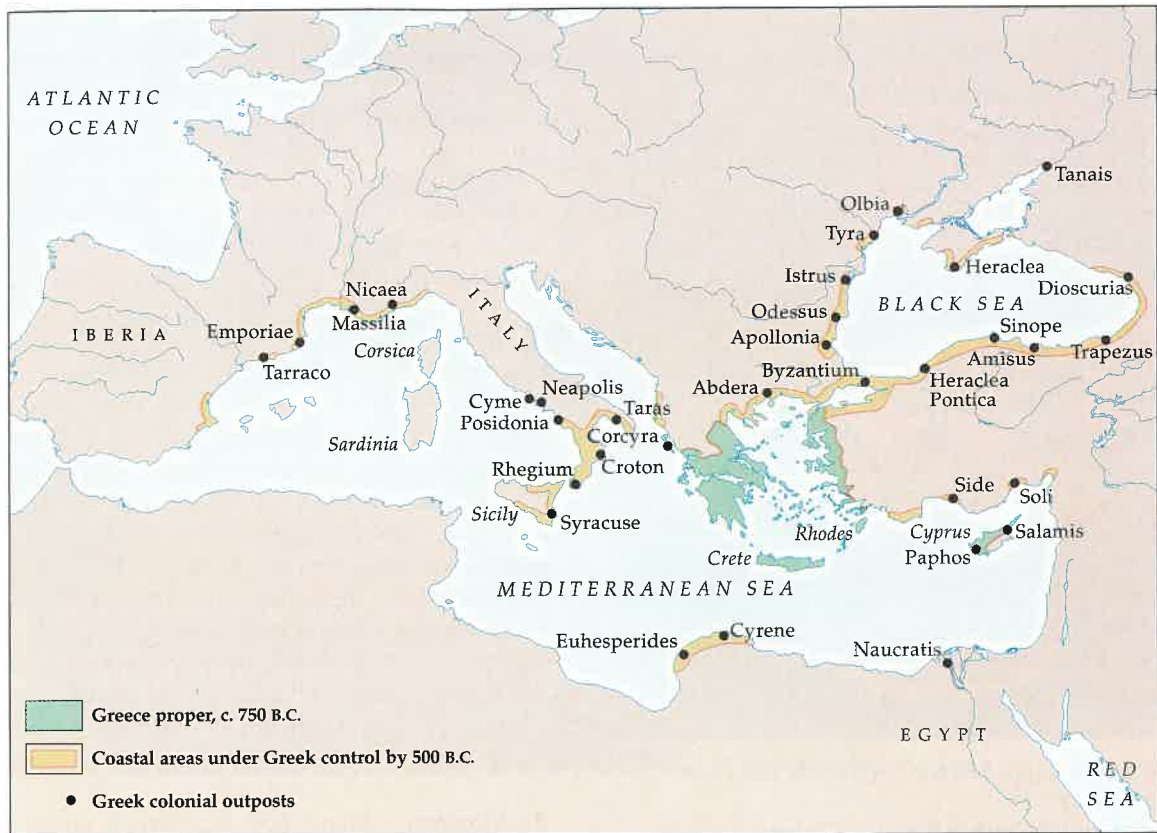 ATLANTIC
OCEAN
Tanais
Olbia
Tyra
Heraclea
Istrus
Dioscurias
Nicaea
BLACK SEA
Massilia
Odessus
Sinope
IBERIA
Emporiae
ITALY
Apollonia
Amisus
Trapezus
Corsica
Tarraco
Byzantium
Heraclea
Pontica
Abdera
Neapolis
Cyme
Taras
Posidonia
Corcyra
Sardinia
Croton
Rhegium
Side
Soli
Sicily
Syracuse
Rhodes
Cyprus
Salamis
Crete
Paphos
MEDITERRANEAN SEA
Cyrene
Euhesperides
Naucratis
Greece proper, c. 750 B.C.
EGYPT
Coastal areas under Greek control by 500 B.C.
RED
SEA
Greek colonial outposts